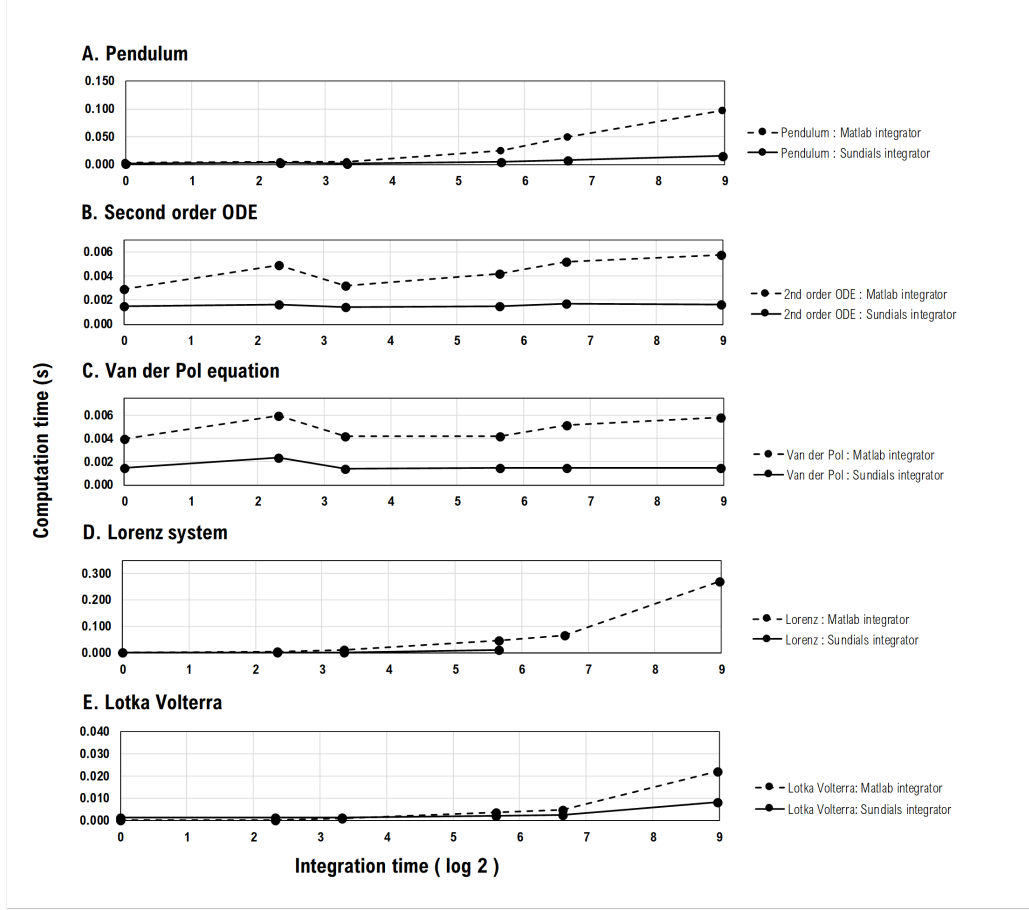 A. Pendulum
0.150
0.100
0.050
0.000
0 1 2 3 4 5 6 7 8 9
Pendulum : Matlab integrator
Pendulum : Sundials integrator
B. Second order ODE
0.006
0.004
0.002
0.000
0 1 2 3 4 5 6 7 8 9
2nd order ODE : Matlab integrator
2nd order ODE : Sundials integrator
Computation time (s)
C. Van der Pol equation
0.006
0.004
0.002
0.000
0 1 2 3 4 5 6 7 8 9
Van der Pol : Matlab integrator
Van der Pol : Sundials integrator
D. Lorenz system
0.300
0.200
0.100
0.000
0 1 2 3 4 5 6 7 8 9
Lorenz : Matlab integrator
Lorenz : Sundials integrator
E. Lotka Volterra
0.040
0.030
0.020
0.010
0.000
0 1 2 3 4 5 6 7 8 9
Lotka Volterra: Matlab integrator
Lotka Volterra: Sundials integrator
Integration time ( log 2 )